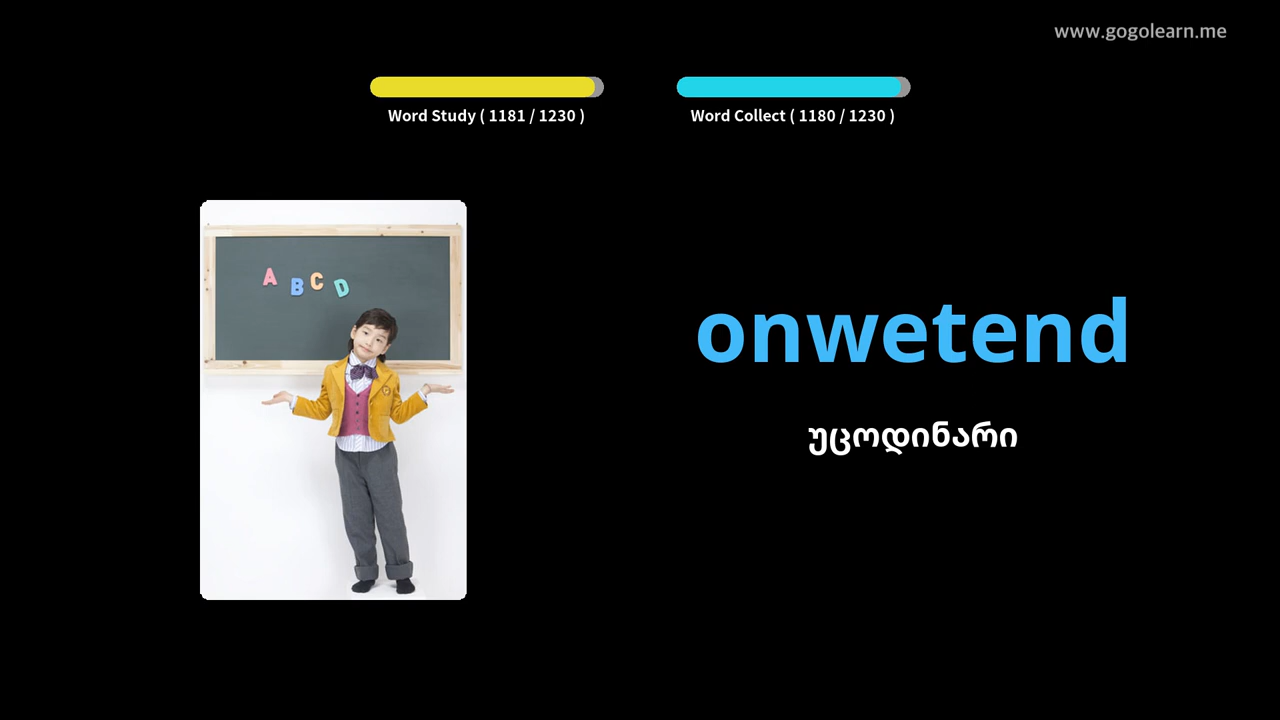 www.gogolearn.me
Word Study ( 1181 / 1230 )
Word Collect ( 1180 / 1230 )
A B C D
onwetend
უცოდინარი